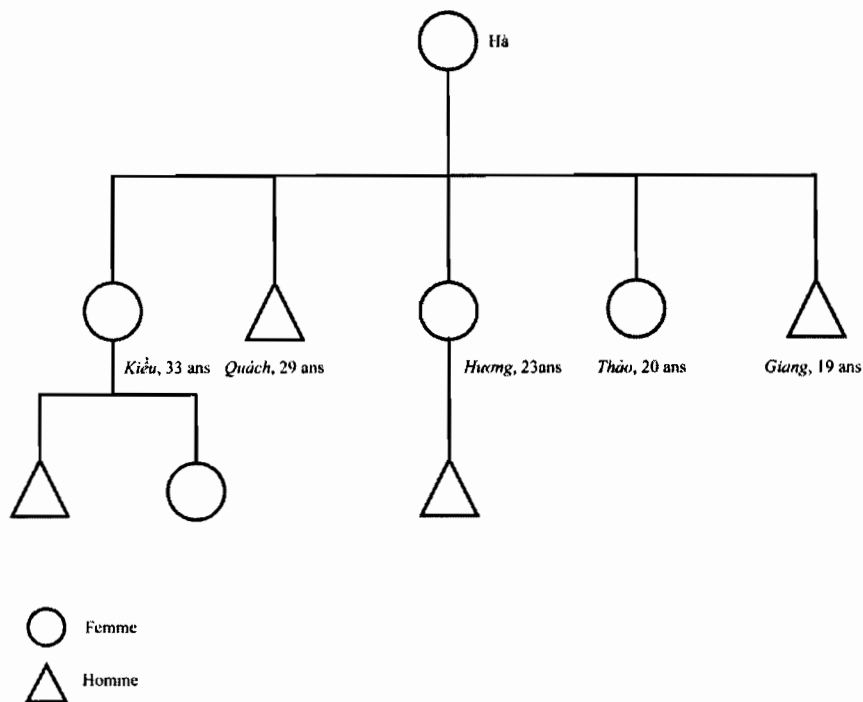 Hà
Kiều, 33 ans Quách, 29 ans Hương, 23ans Thảo, 20 ans Giang, 19 ans
Femme
Homme